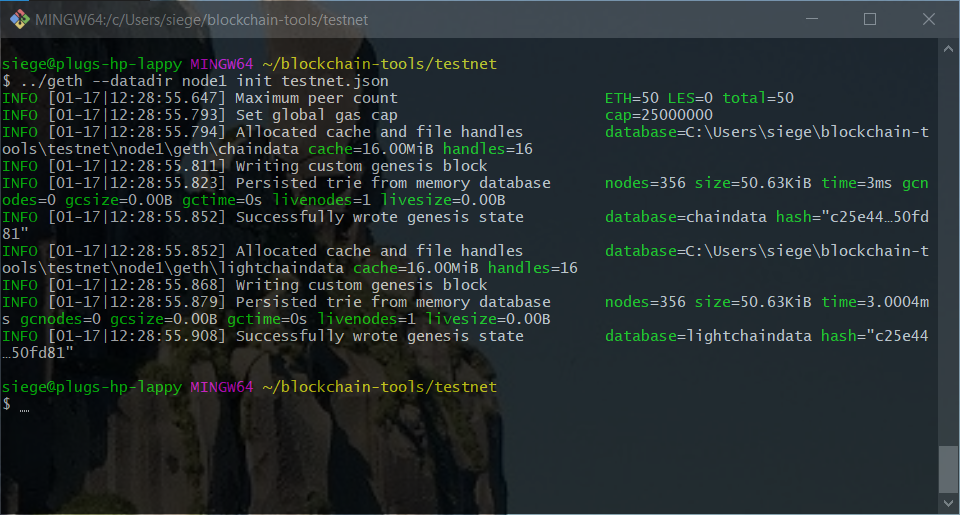 MINGW64:/c/Users/siege/blockchain-tools/testnet
siege@plugs-hp-lappy MINGW64 ~/blockchain-tools/testnet
$ ../geth --datadir node1 init testnet.json
INFO [01-17|12:28:55.647] Maximum peer count                       ETH=50 LES=0 total=50
INFO [01-17|12:28:55.793] Set global gas cap                       cap=25000000
INFO [01-17|12:28:55.794] Allocated cache and file handles         database=C:\Users\siege\blockchain-t
ools\testnet\node1\geth\chaindata cache=16.00MiB handles=16
INFO [01-17|12:28:55.811] Writing custom genesis block
INFO [01-17|12:28:55.823] Persisted trie from memory database      nodes=356 size=50.63KiB time=3ms gcn
odes=0 gcsize=0.00B gctime=0s livenodes=1 livesize=0.00B
INFO [01-17|12:28:55.852] Successfully wrote genesis state         database=chaindata hash="c25e44…50fd
81"
INFO [01-17|12:28:55.852] Allocated cache and file handles         database=C:\Users\siege\blockchain-t
ools\testnet\node1\geth\lightchaindata cache=16.00MiB handles=16
INFO [01-17|12:28:55.868] Writing custom genesis block
INFO [01-17|12:28:55.879] Persisted trie from memory database      nodes=356 size=50.63KiB time=3.0004m
s gcnodes=0 gcsize=0.00B gctime=0s livenodes=1 livesize=0.00B
INFO [01-17|12:28:55.908] Successfully wrote genesis state         database=lightchaindata hash="c25e44
…50fd81"
siege@plugs-hp-lappy MINGW64 ~/blockchain-tools/testnet
$